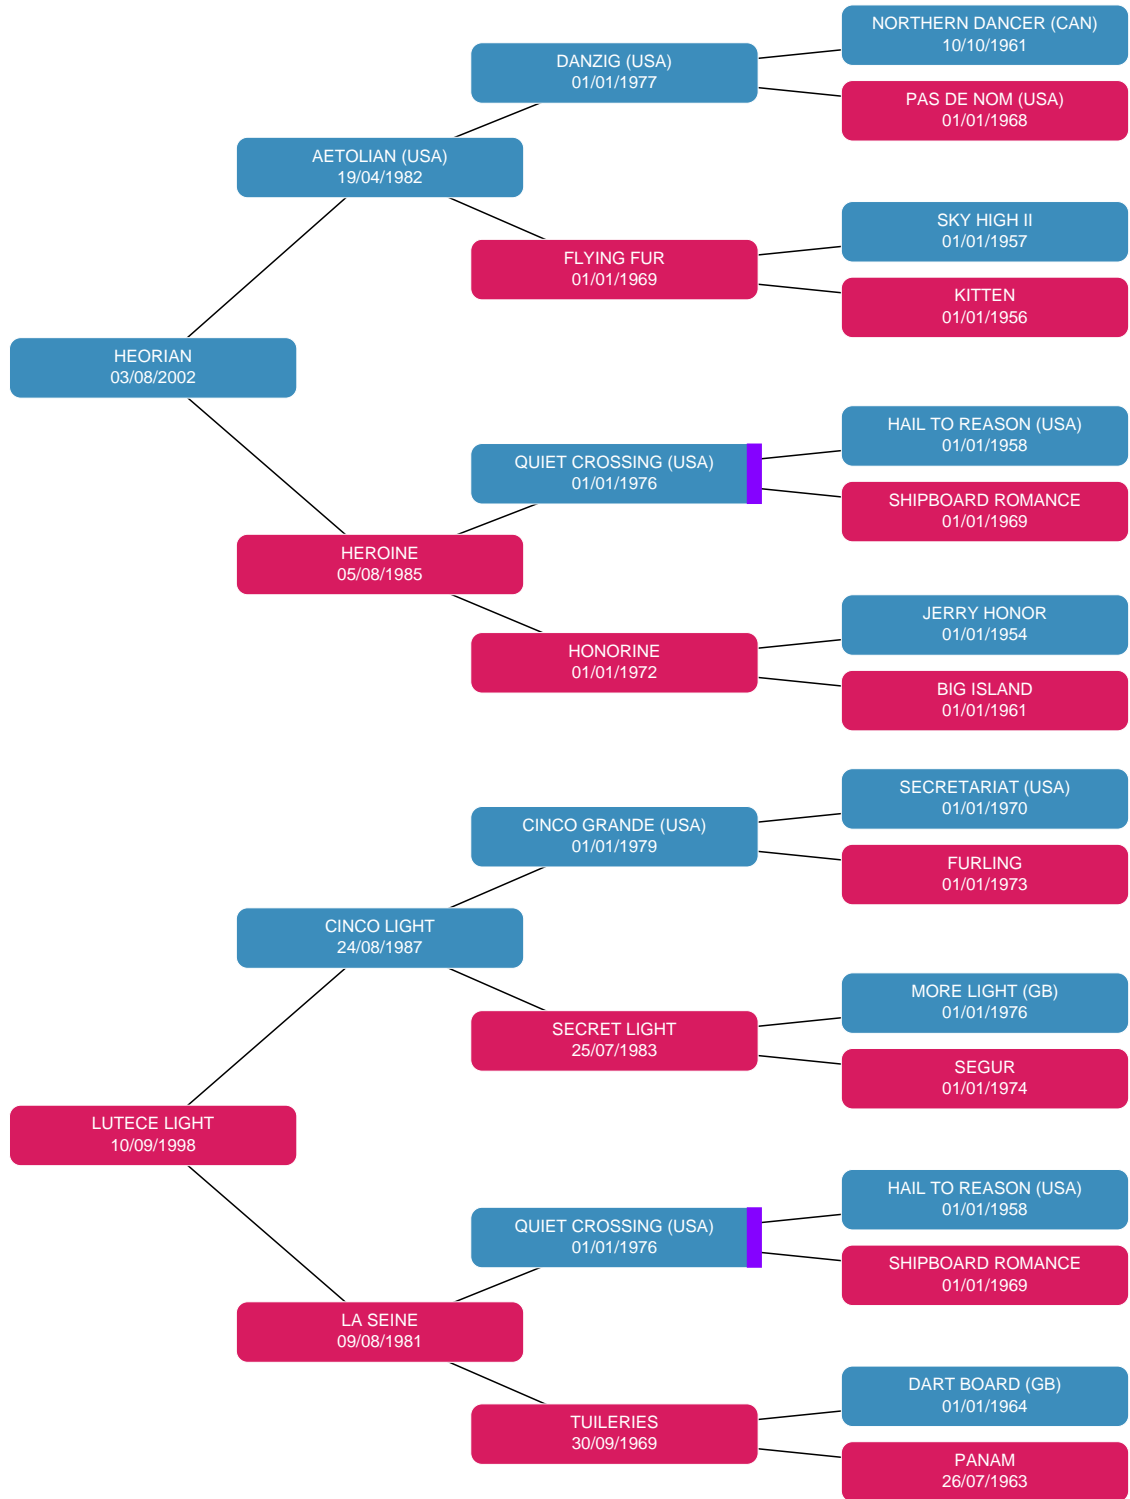 NORTHERN DANCER (CAN)
10/10/1961
DANZIG (USA)
01/01/1977
PAS DE NOM (USA)
01/01/1968
AETOLIAN (USA)
19/04/1982
SKY HIGH II
01/01/1957
FLYING FUR
01/01/1969
KITTEN
01/01/1956
HEORIAN
03/08/2002
HAIL TO REASON (USA)
01/01/1958
QUIET CROSSING (USA)
01/01/1976
SHIPBOARD ROMANCE
01/01/1969
HEROINE
05/08/1985
JERRY HONOR
01/01/1954
HONORINE
01/01/1972
BIG ISLAND
01/01/1961
SECRETARIAT (USA)
01/01/1970
CINCO GRANDE (USA)
01/01/1979
FURLING
01/01/1973
CINCO LIGHT
24/08/1987
MORE LIGHT (GB)
01/01/1976
SECRET LIGHT
25/07/1983
SEGUR
01/01/1974
LUTECE LIGHT
10/09/1998
HAIL TO REASON (USA)
01/01/1958
QUIET CROSSING (USA)
01/01/1976
SHIPBOARD ROMANCE
01/01/1969
LA SEINE
09/08/1981
DART BOARD (GB)
01/01/1964
TUILERIES
30/09/1969
PANAM
26/07/1963